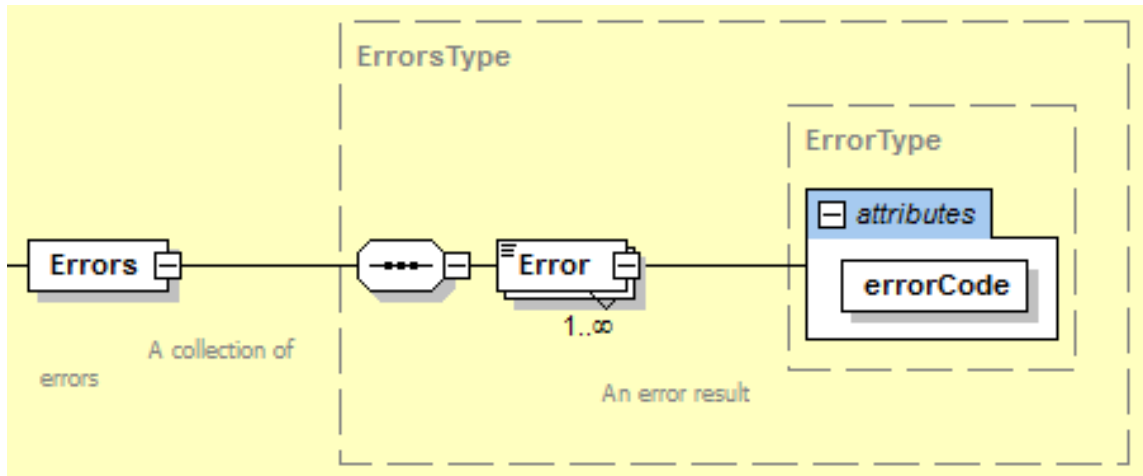 ErrorsType
ErrorType
attributes
Errors
Error
errorCode
1..∞
A collection of
errors
An error result